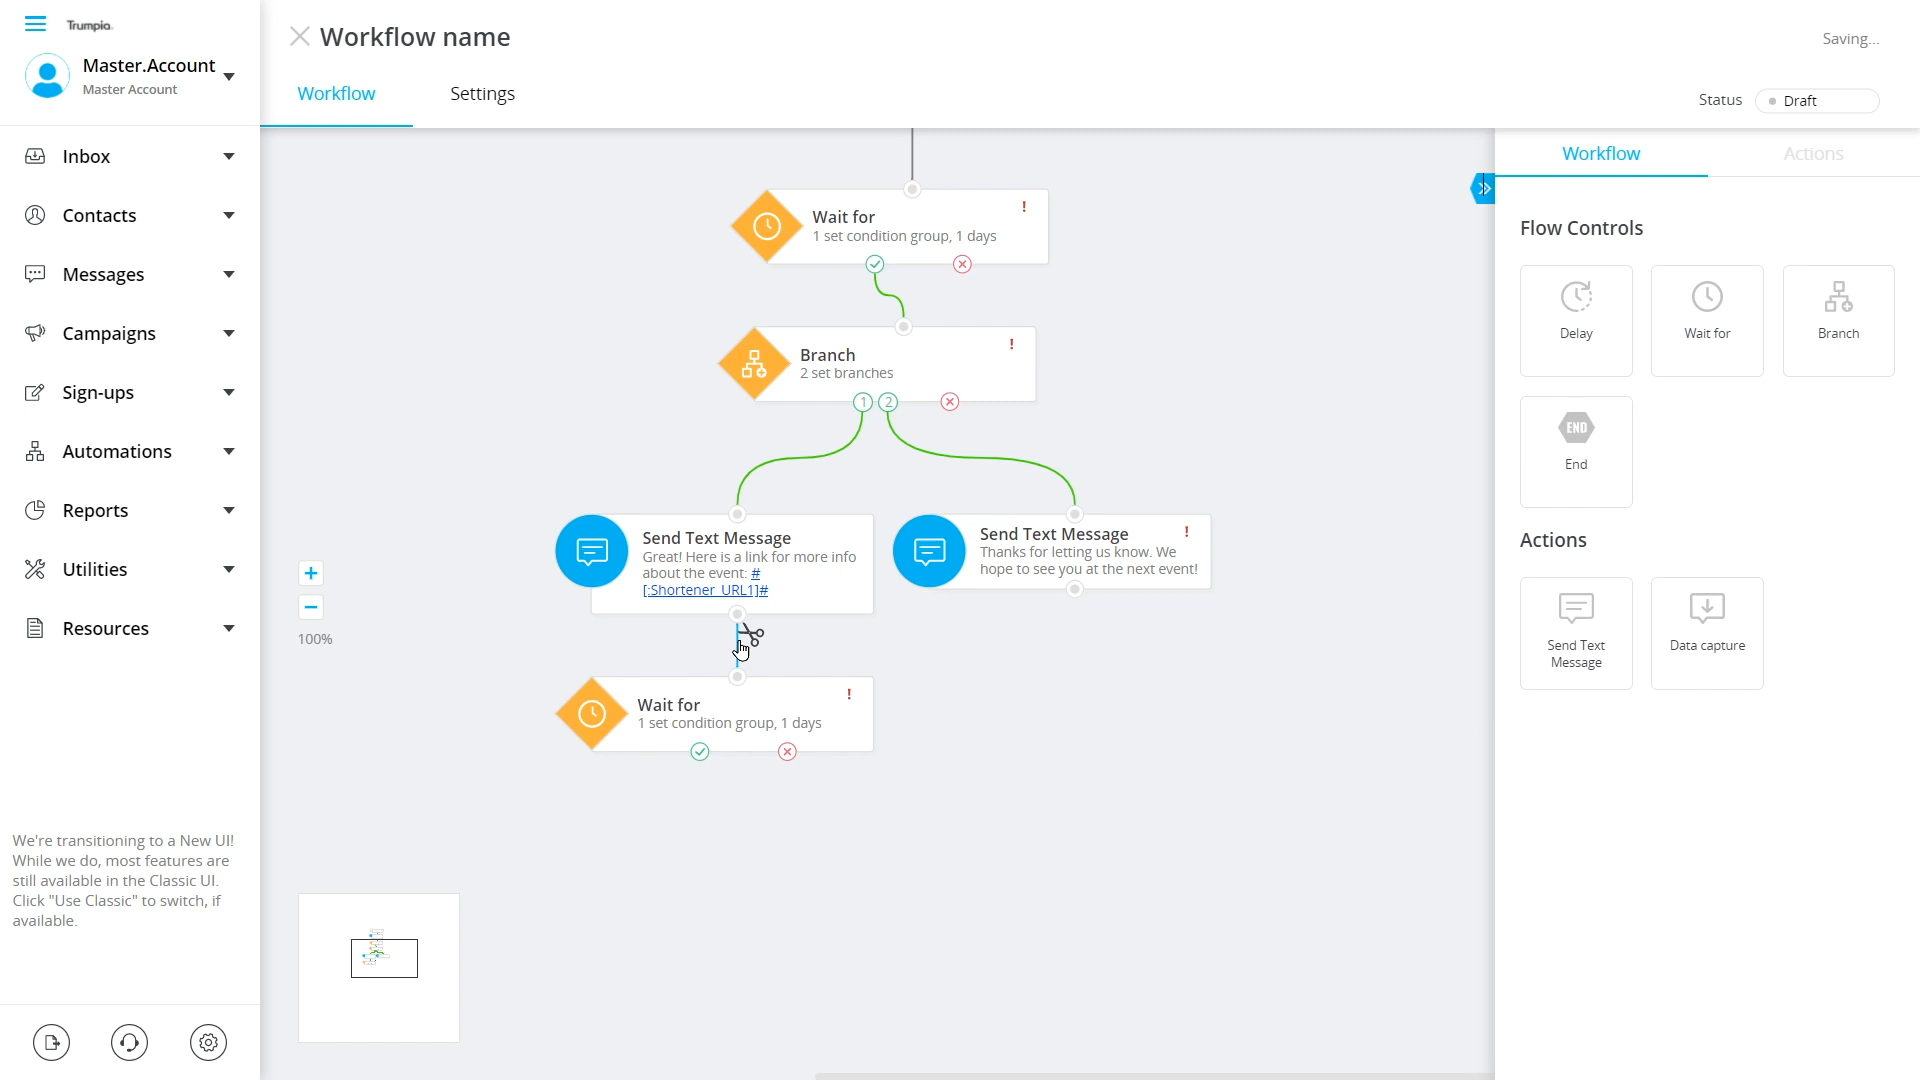 Trumpia.
Master.Account
Master Account
Inbox
Contacts
Messages
Campaigns
Sign-ups
Automations
Reports
Utilities
Resources
We're transitioning to a New UI!
While we do, most features are
still available in the Classic UI.
Click "Use Classic" to switch, if
available.
Workflow name
Saving...
Workflow
Settings
Status
Draft
Wait for
!
1 set condition group, 1 days
Branch
!
2 set branches
1
2
Send Text Message
Great! Here is a link for more info
about the event: #
[:Shortener_URL1]#
Send Text Message
!
Thanks for letting us know. We
hope to see you at the next event!
Wait for
!
1 set condition group, 1 days
+
−
100%
Workflow
Actions
Flow Controls
Delay
Wait for
Branch
END
End
Actions
Send Text
Message
Data capture